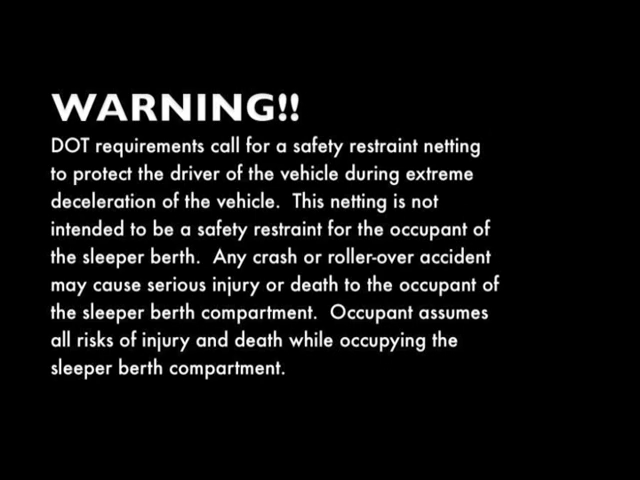 WARNING!!
DOT requirements call for a safety restraint netting
to protect the driver of the vehicle during extreme
deceleration of the vehicle.  This netting is not
intended to be a safety restraint for the occupant of
the sleeper berth.  Any crash or roller-over accident
may cause serious injury or death to the occupant of
the sleeper berth compartment.  Occupant assumes
all risks of injury and death while occupying the
sleeper berth compartment.